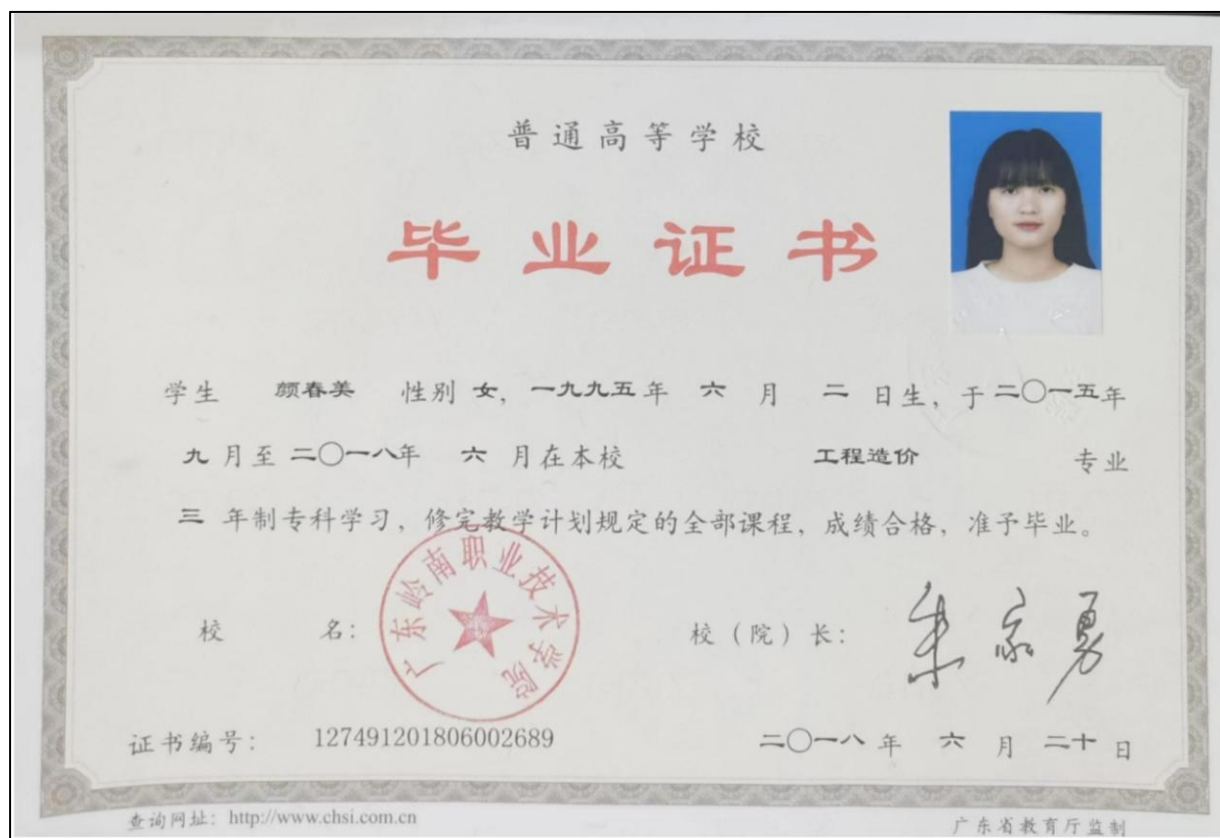 普通高等学校
毕业证书
学生 颜春美 性别 女，一九九五年 六 月 二 日生，于二〇一五年
九 月至 二〇一八年 六 月在本校 工程造价 专业
三 年制专科学习，修完教学计划规定的全部课程，成绩合格，准予毕业。
校 名：
广东岭南职业技术学院
校（院）长：
证书编号： 127491201806002689
二〇一八 年 六 月 二十 日
查询网址：http://www.chsi.com.cn
广东省教育厅监制